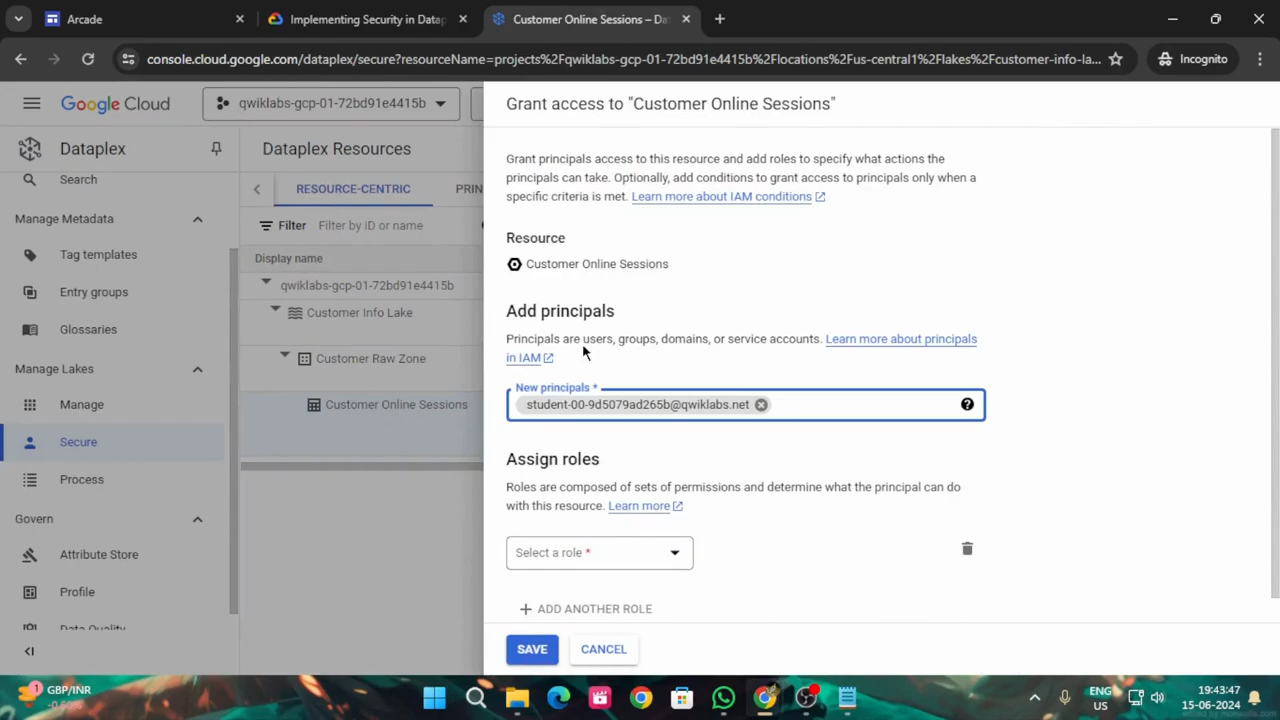 Arcade
Implementing Security in Datap
Customer Online Sessions – Da
console.cloud.google.com/dataplex/secure?resourceName=projects%2Fqwiklabs-gcp-01-72bd91e4415b%2Flocations%2Fus-central1%2Flakes%2Fcustomer-info-la...
Incognito
Google Cloud
qwiklabs-gcp-01-72bd91e4415b
Dataplex
Search
Manage Metadata
Tag templates
Entry groups
Glossaries
Manage Lakes
Manage
Secure
Process
Govern
Attribute Store
Profile
Data Quality
Dataplex Resources
RESOURCE-CENTRIC
PRIN
Filter
Filter by ID or name
Display name
qwiklabs-gcp-01-72bd91e4415b
Customer Info Lake
Customer Raw Zone
Customer Online Sessions
Grant access to "Customer Online Sessions"
Grant principals access to this resource and add roles to specify what actions the
principals can take. Optionally, add conditions to grant access to principals only when a
specific criteria is met. Learn more about IAM conditions
Resource
Customer Online Sessions
Add principals
Principals are users, groups, domains, or service accounts. Learn more about principals
in IAM
New principals *
student-00-9d5079ad265b@qwiklabs.net
Assign roles
Roles are composed of sets of permissions and determine what the principal can do
with this resource. Learn more
Select a role *
ADD ANOTHER ROLE
SAVE
CANCEL
1
GBP/INR
ENG
US
19:43:47
15-06-2024